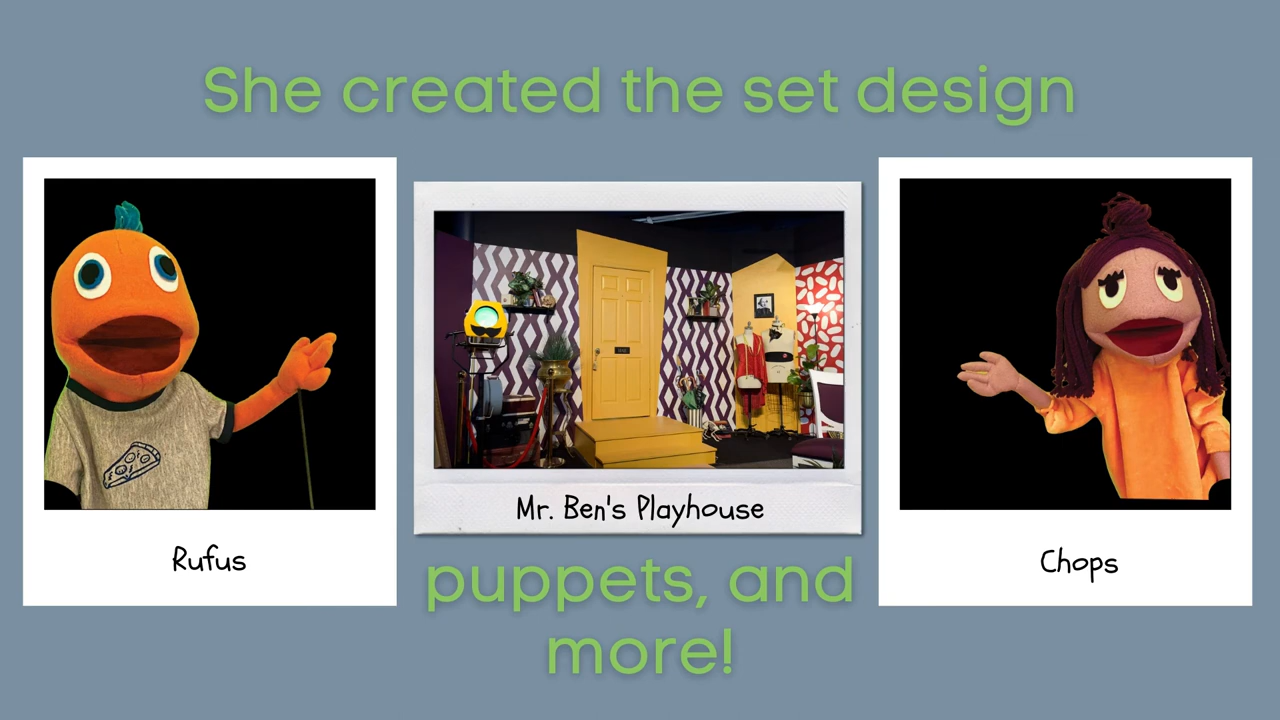 She created the set design
Mr. Ben's Playhouse
Rufus
Chops
puppets, and
more!